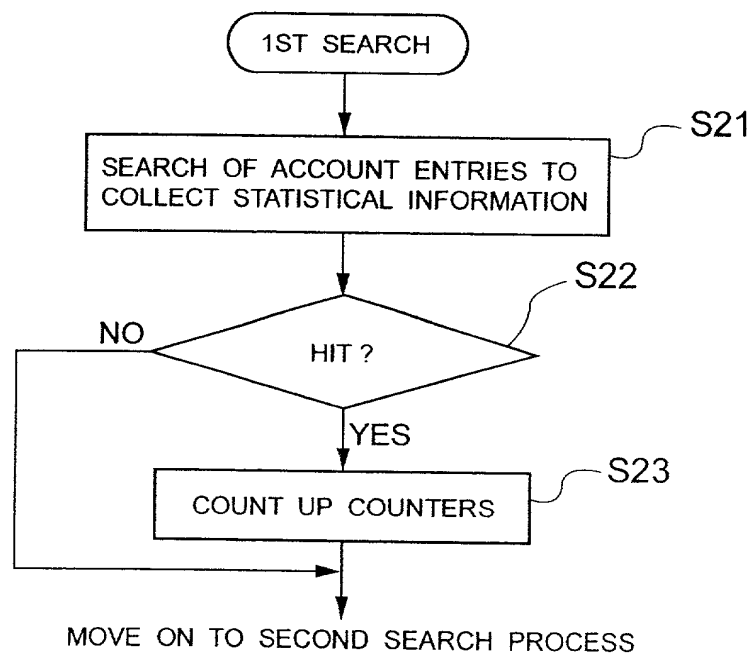 1ST SEARCH
S21
SEARCH OF ACCOUNT ENTRIES TO
COLLECT STATISTICAL INFORMATION
S22
NO
HIT ?
YES
S23
COUNT UP COUNTERS
MOVE ON TO SECOND SEARCH PROCESS